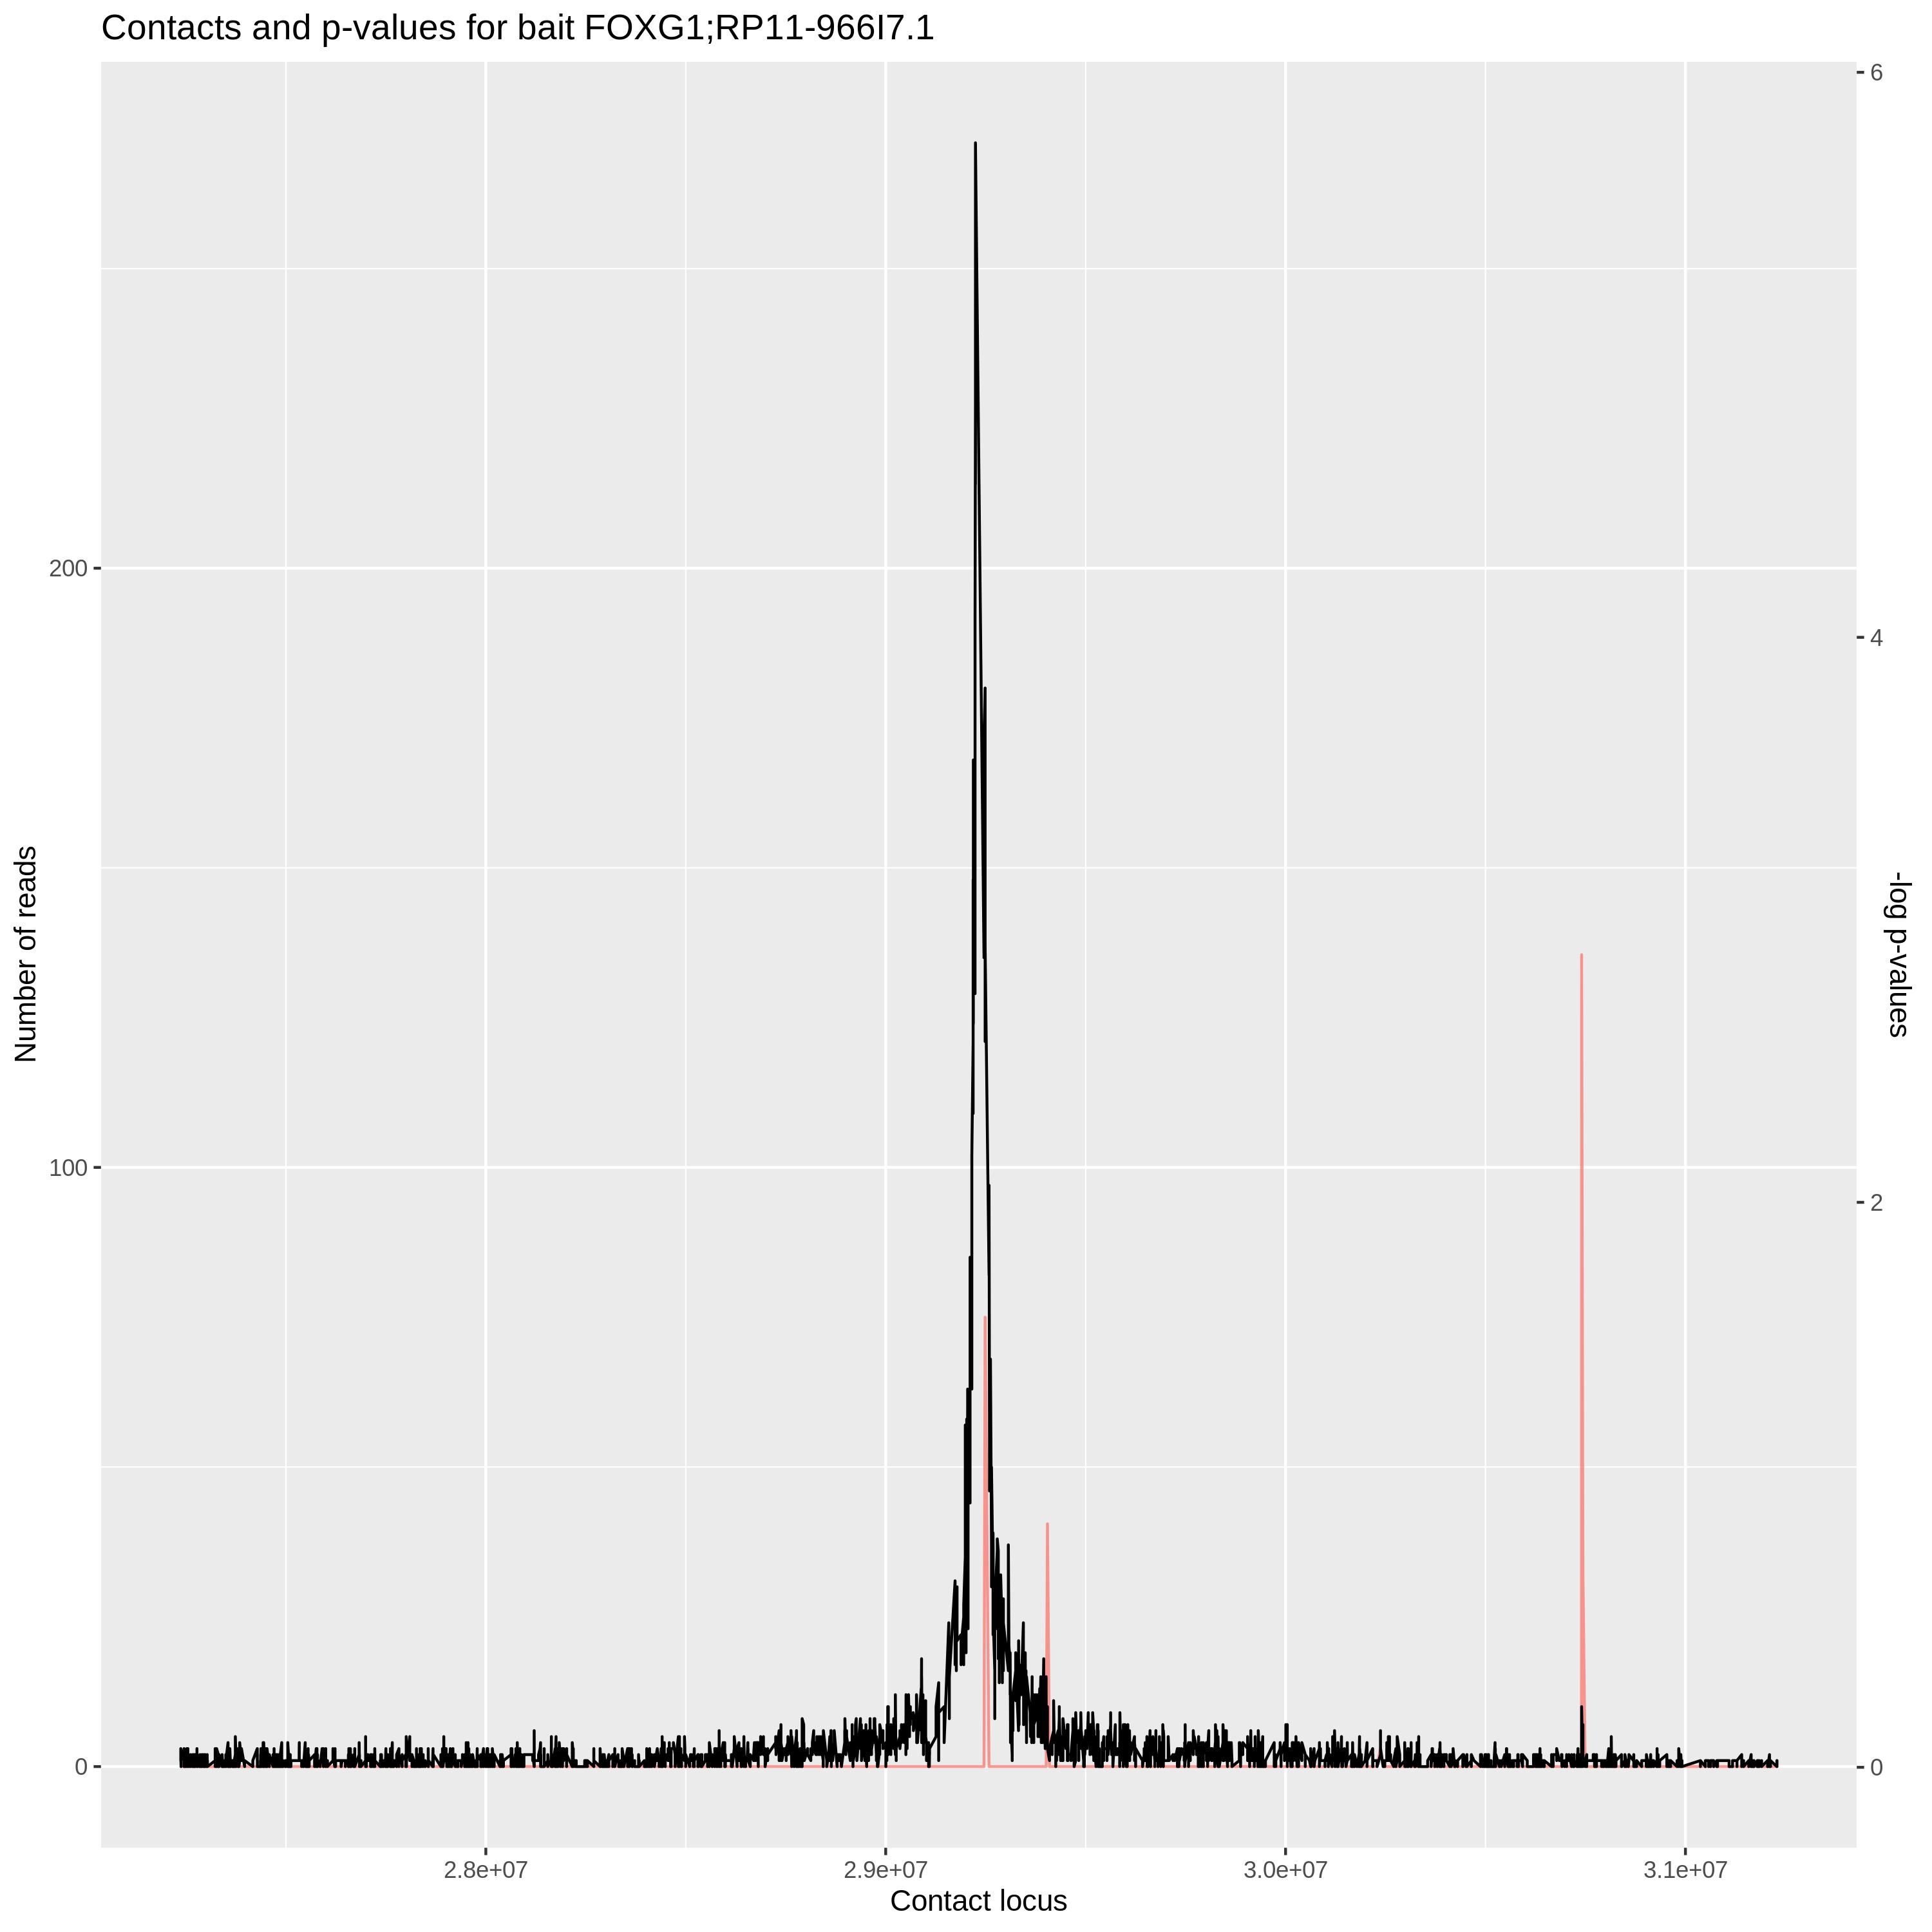 Contacts and p-values for bait FOXG1;RP11-966I7.1
6
200
4
Number of reads
-log p-values
100
2
0
0
2.8e+07
2.9e+07
3.0e+07
3.1e+07
Contact locus